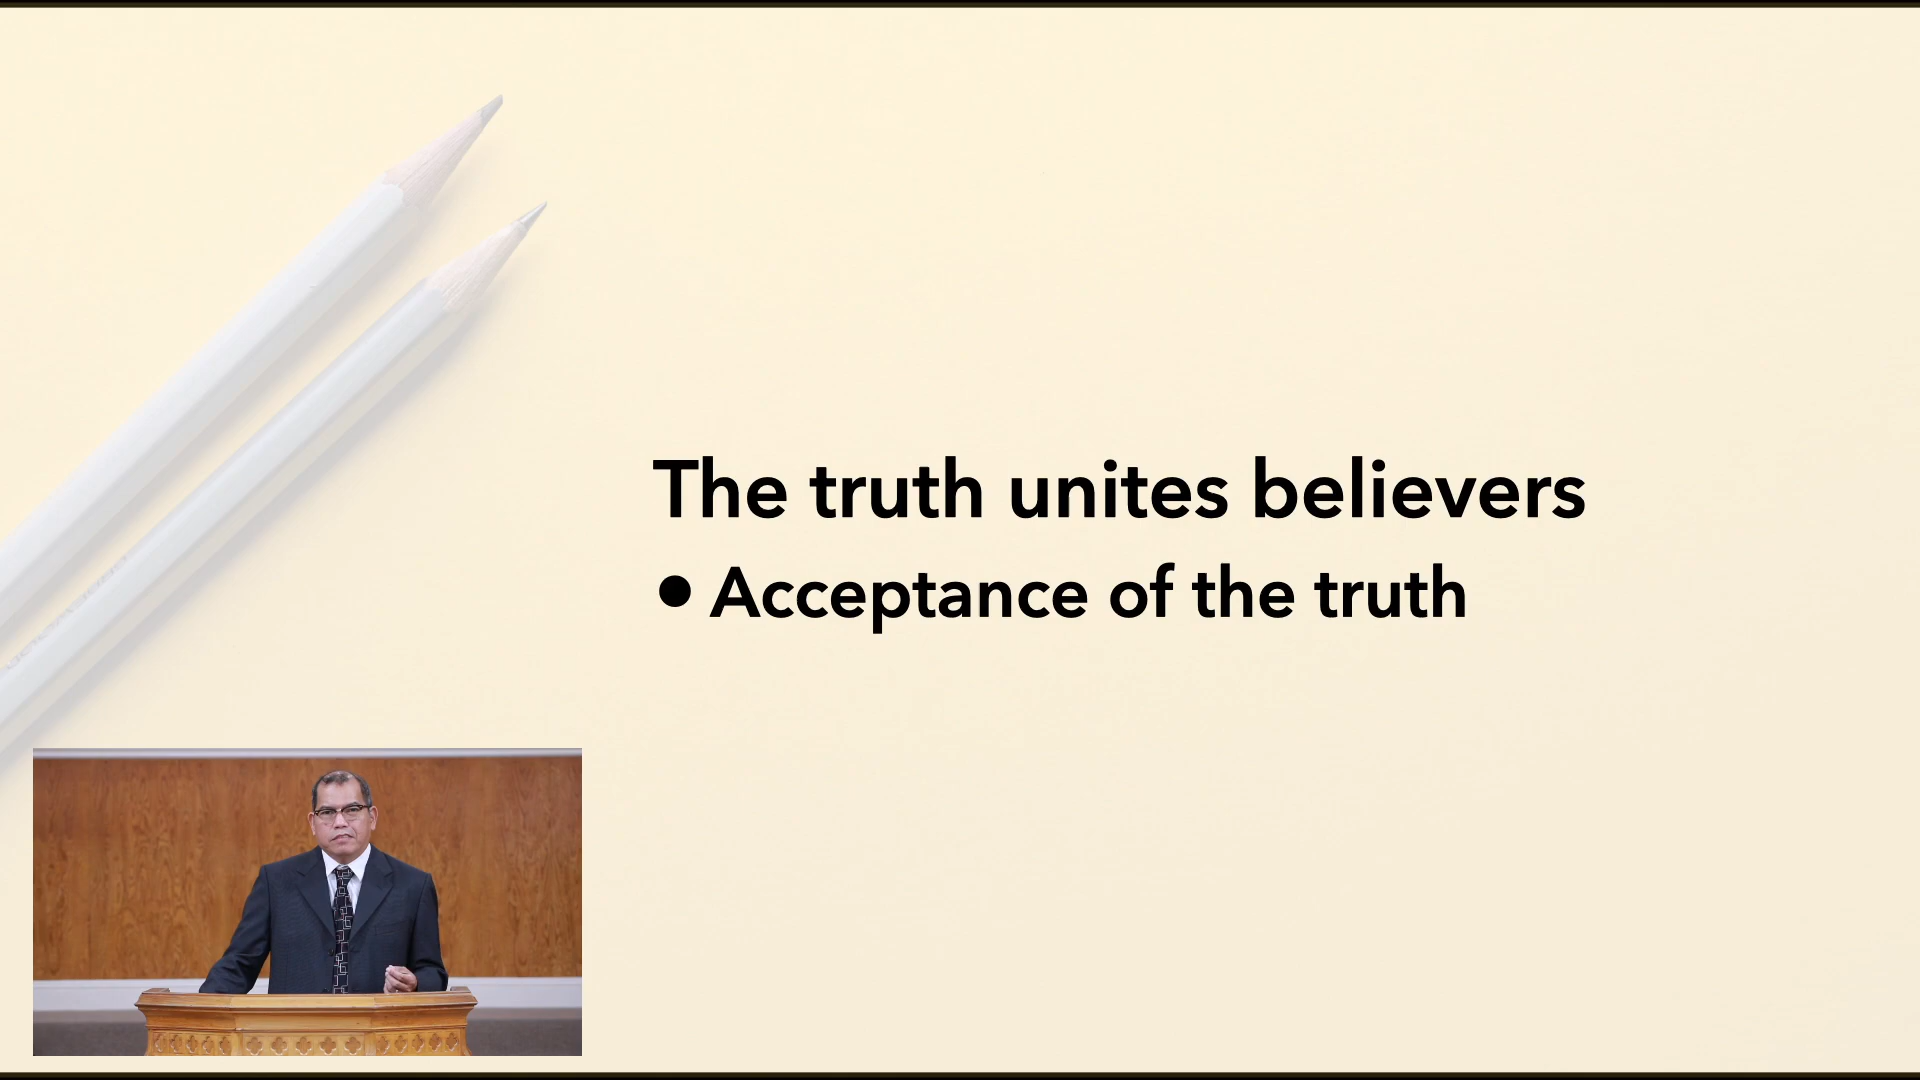 The truth unites believers
• Acceptance of the truth